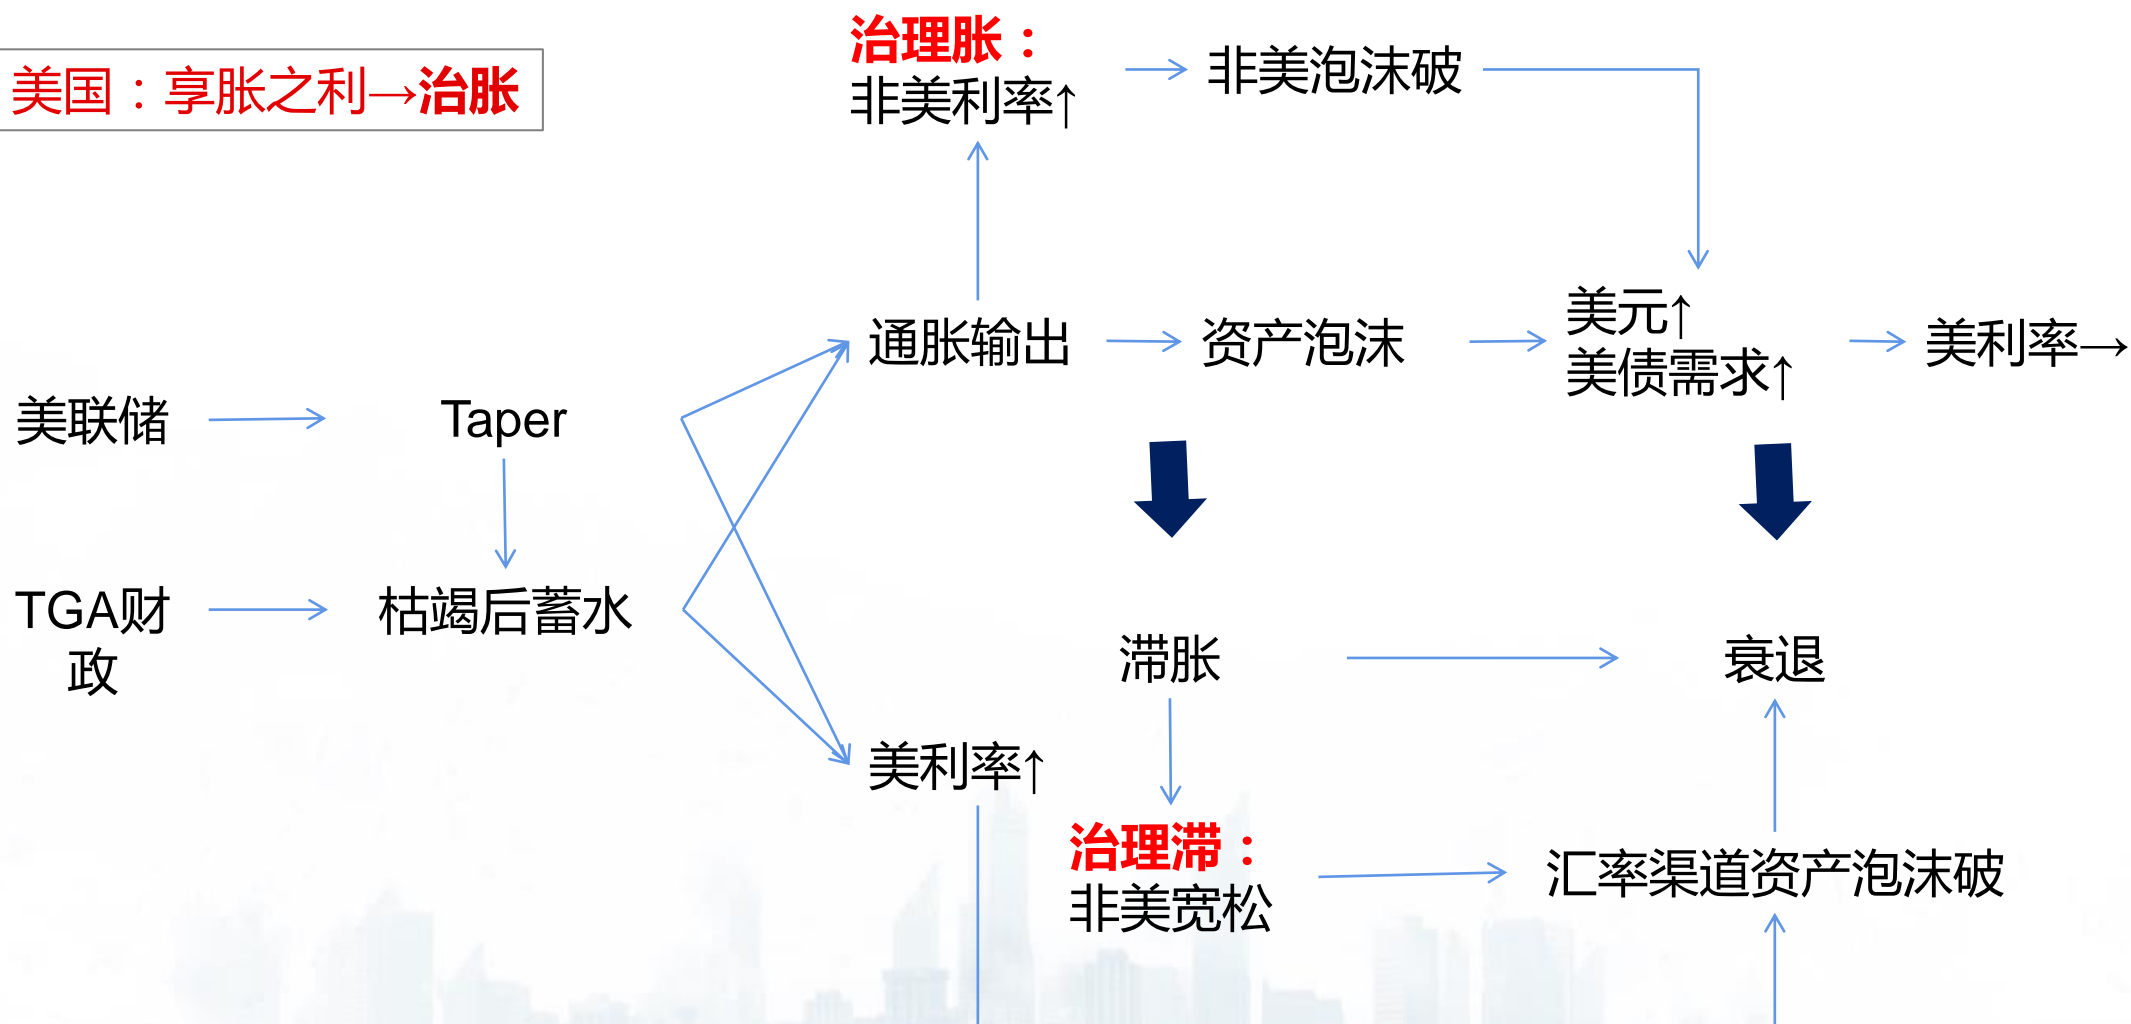 美国：享胀之利→治胀
治理胀：
非美利率↑
非美泡沫破
通胀输出
资产泡沫
美元↑
美债需求↑
美利率→
美联储
Taper
TGA财
政
枯竭后蓄水
滞胀
衰退
美利率↑
治理滞：
非美宽松
汇率渠道资产泡沫破